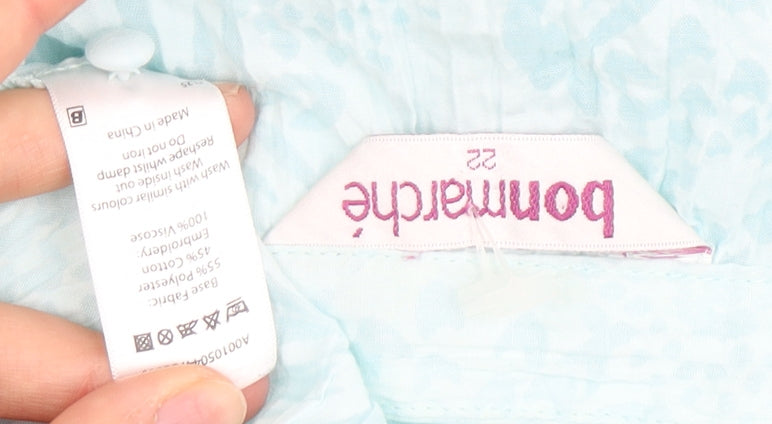 bonmarché
22
Base Fabric:
55% Polyester
45% Cotton
Embroidery:
100% Viscose
Wash with similar colours
Wash inside out
Reshape whilst damp
Do not iron
Made in China
B